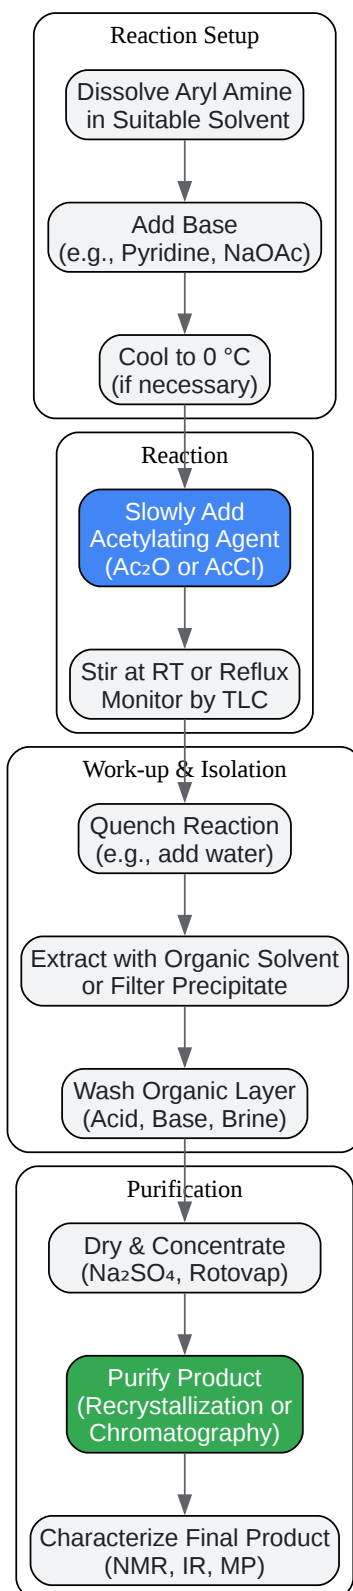 Reaction Setup
Dissolve Aryl Amine
in Suitable Solvent
Add Base
(e.g., Pyridine, NaOAc)
Cool to 0 °C
(if necessary)
Reaction
Slowly Add
Acetylating Agent
(Ac₂O or AcCl)
Stir at RT or Reflux
Monitor by TLC
Work-up & Isolation
Quench Reaction
(e.g., add water)
Extract with Organic Solvent
or Filter Precipitate
Wash Organic Layer
(Acid, Base, Brine)
Purification
Dry & Concentrate
(Na₂SO₄, Rotovap)
Purify Product
(Recrystallization or
Chromatography)
Characterize Final Product
(NMR, IR, MP)